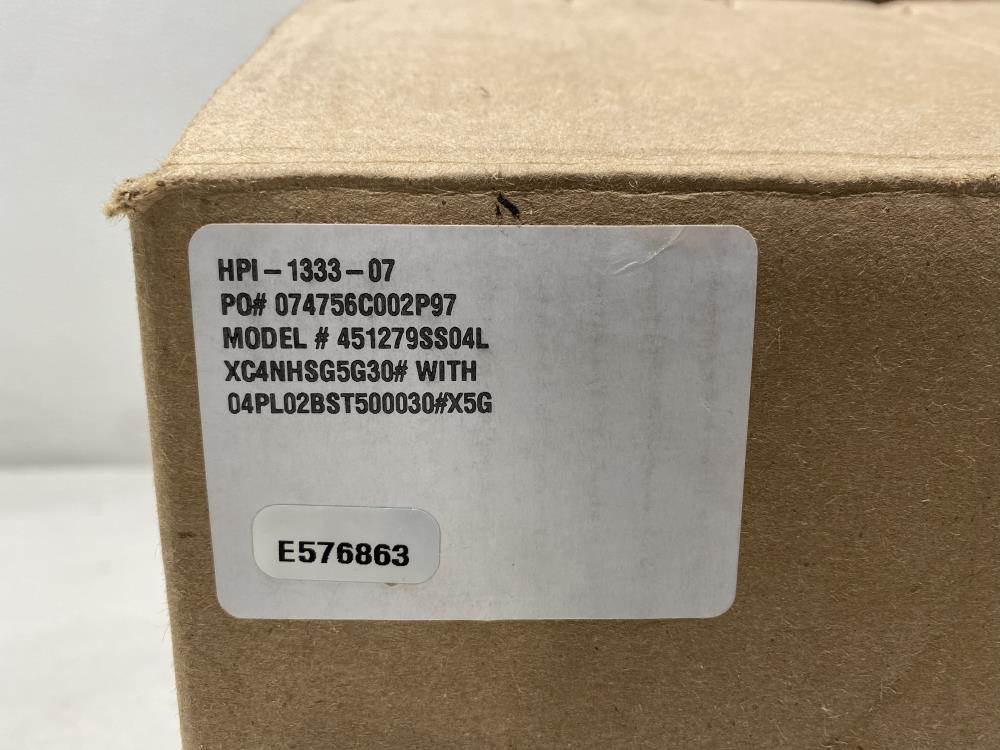 HPI-1333-07
PO# 074756C002P97
MODEL # 451279SS04L
XC4NHSG5G30# WITH
04PL02BST500030#X5G
E576863